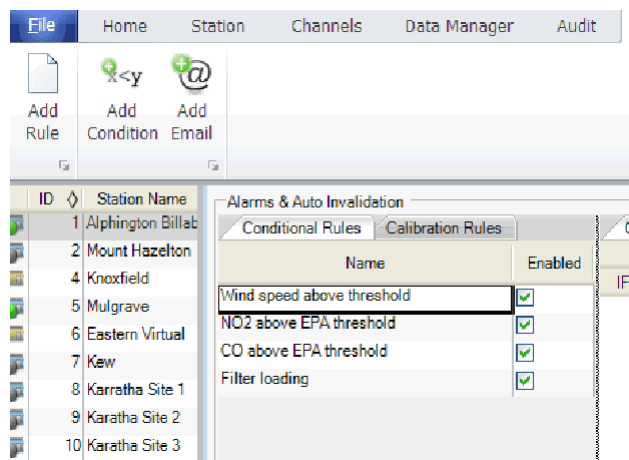 File Home Station Channels Data Manager Audit
x<y @
Add Rule
Add Condition
Add Email
ID Station Name
1 Alphington Billab
2 Mount Hazelton
4 Knoxfield
5 Mulgrave
6 Eastern Virtual
7 Kew
8 Karratha Site 1
9 Karatha Site 2
10 Karatha Site 3
Alarms & Auto Invalidation
Conditional Rules Calibration Rules
Name Enabled
Wind speed above threshold
NO2 above EPA threshold
CO above EPA threshold
Filter loading
IF